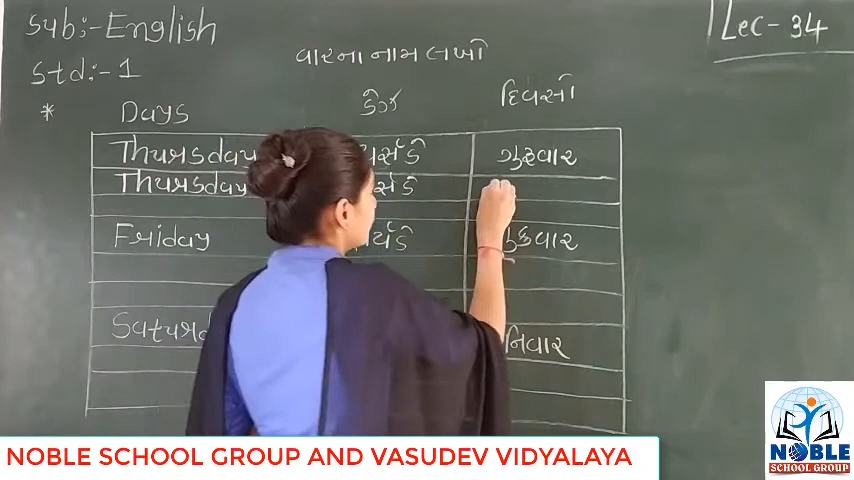 Sub:- English
Lec - 34
Std:- 1
વારના નામ લખો
* Days ડેઝ દિવસો
Thursday ગુરુવાર
Thursday
Friday શુક્રવાર
NOBLE SCHOOL GROUP AND VASUDEV VIDYALAYA
NOBLE
SCHOOL GROUP